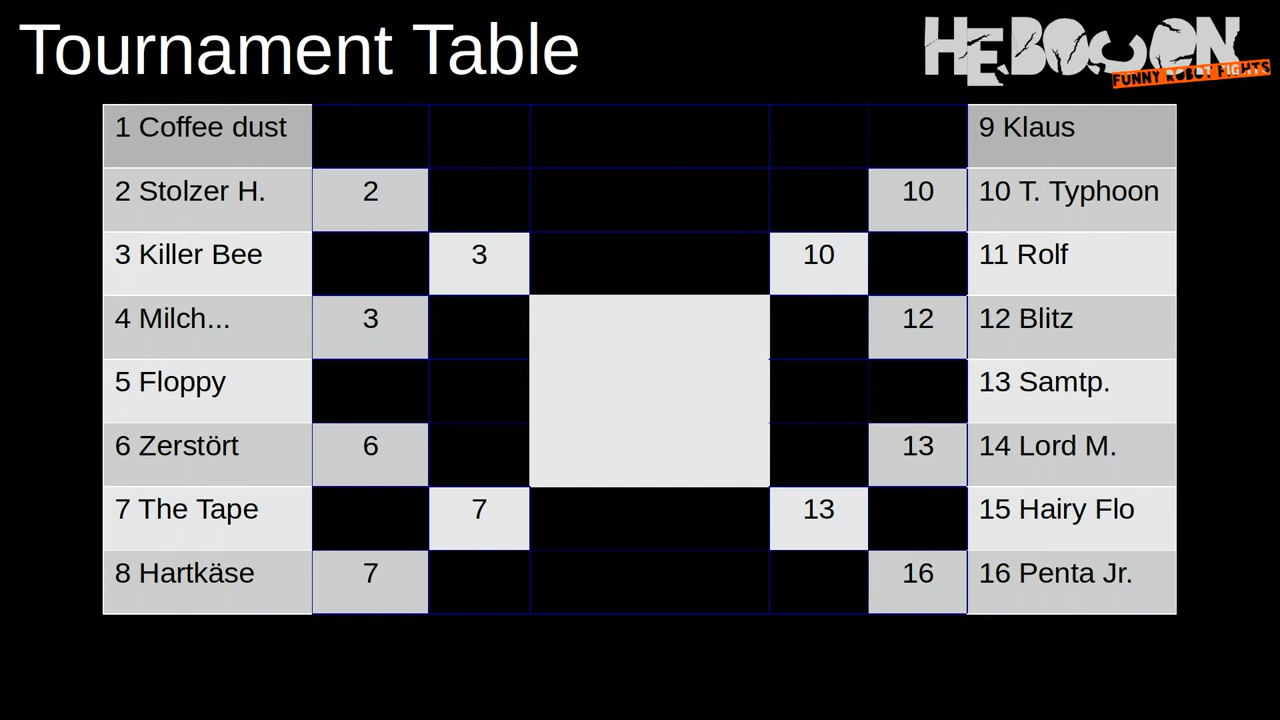 Tournament Table
HEBOCON
FUNNY ROBOT FIGHTS
1 Coffee dust
9 Klaus
2 Stolzer H.
2
10
10 T. Typhoon
3 Killer Bee
3
10
11 Rolf
4 Milch...
3
12
12 Blitz
5 Floppy
13 Samtp.
6 Zerstört
6
13
14 Lord M.
7 The Tape
7
13
15 Hairy Flo
8 Hartkäse
7
16
16 Penta Jr.